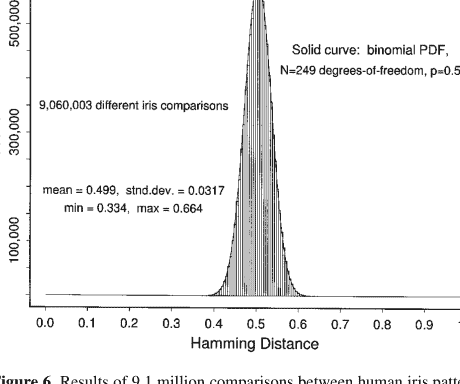 500,000
Solid curve: binomial PDF,
N=249 degrees-of-freedom, p=0.5
9,060,003 different iris comparisons
300,000
mean = 0.499, stnd.dev. = 0.0317
min = 0.334, max = 0.664
100,000
0.0 0.1 0.2 0.3 0.4 0.5 0.6 0.7 0.8 0.9
Hamming Distance
Figure 6. Results of 9.1 million comparisons between human iris